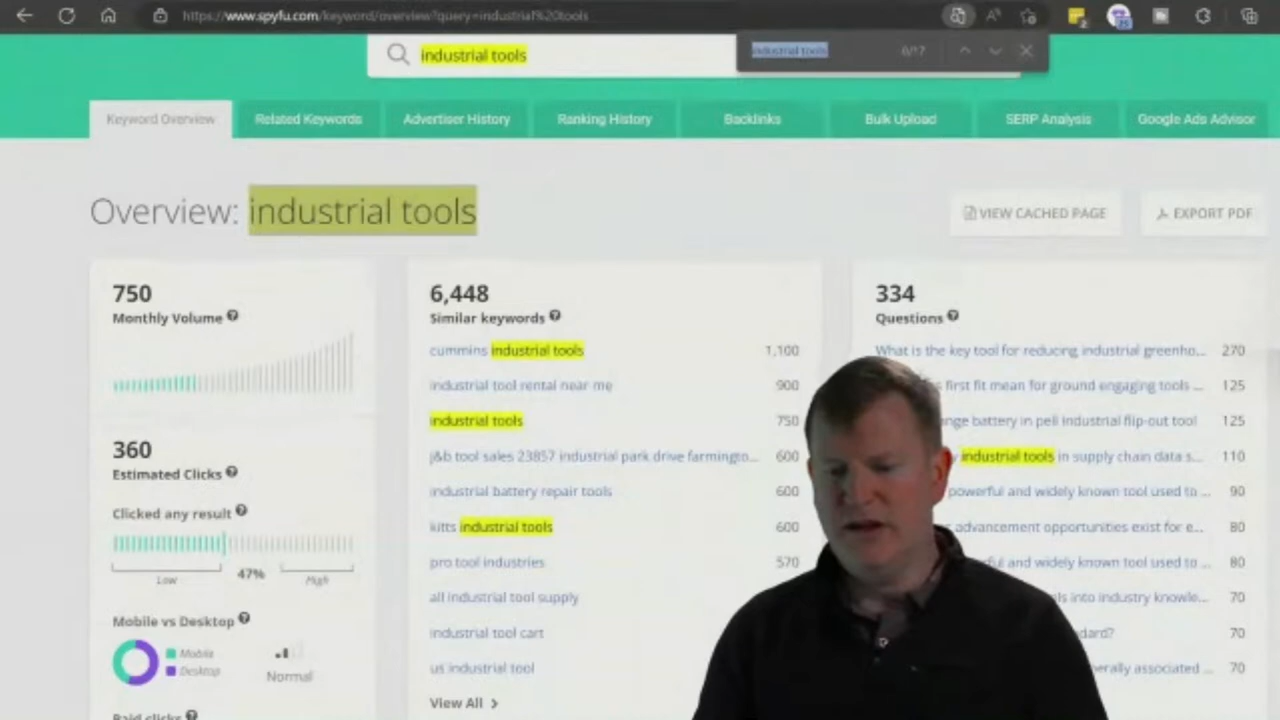 https://www.spyfu.com/keyword/overview?query=industrial%20tools
industrial tools
industrial tools 6/17
Keyword Overview
Related Keywords
Advertiser History
Ranking History
Backlinks
Bulk Upload
SERP Analysis
Google Ads Advisor
Overview: industrial tools
VIEW CACHED PAGE
EXPORT PDF
750
Monthly Volume
360
Estimated Clicks
Clicked any result
Low 47% High
Mobile vs Desktop
Mobile
Desktop
Normal
Paid clicks
6,448
Similar keywords
cummins industrial tools 1,100
industrial tool rental near me 900
industrial tools 750
j&b tool sales 23857 industrial park drive farmingto... 600
industrial battery repair tools 600
kitts industrial tools 600
pro tool industries 570
all industrial tool supply
industrial tool cart
us industrial tool
View All
334
Questions
What is the key tool for reducing industrial greenho... 270
first fit mean for ground engaging tools ... 125
battery in peli industrial flip-out tool 125
industrial tools in supply chain data s... 110
powerful and widely known tool used to ... 90
advancement opportunities exist for e... 80
and widely known tool used to ... 80
into industry knowle... 70
70
associated ... 70